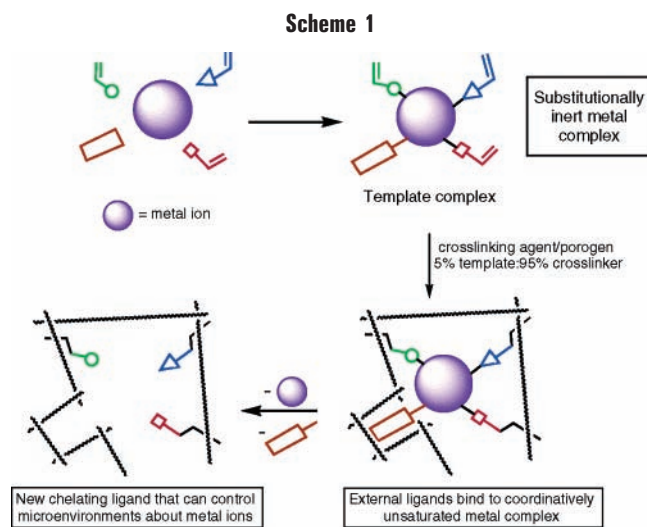 Scheme 1
Substitutionally
inert metal
complex
= metal ion
Template complex
crosslinking agent/porogen
5% template:95% crosslinker
-
-
New chelating ligand that can control
microenvironments about metal ions
External ligands bind to coordinatively
unsaturated metal complex